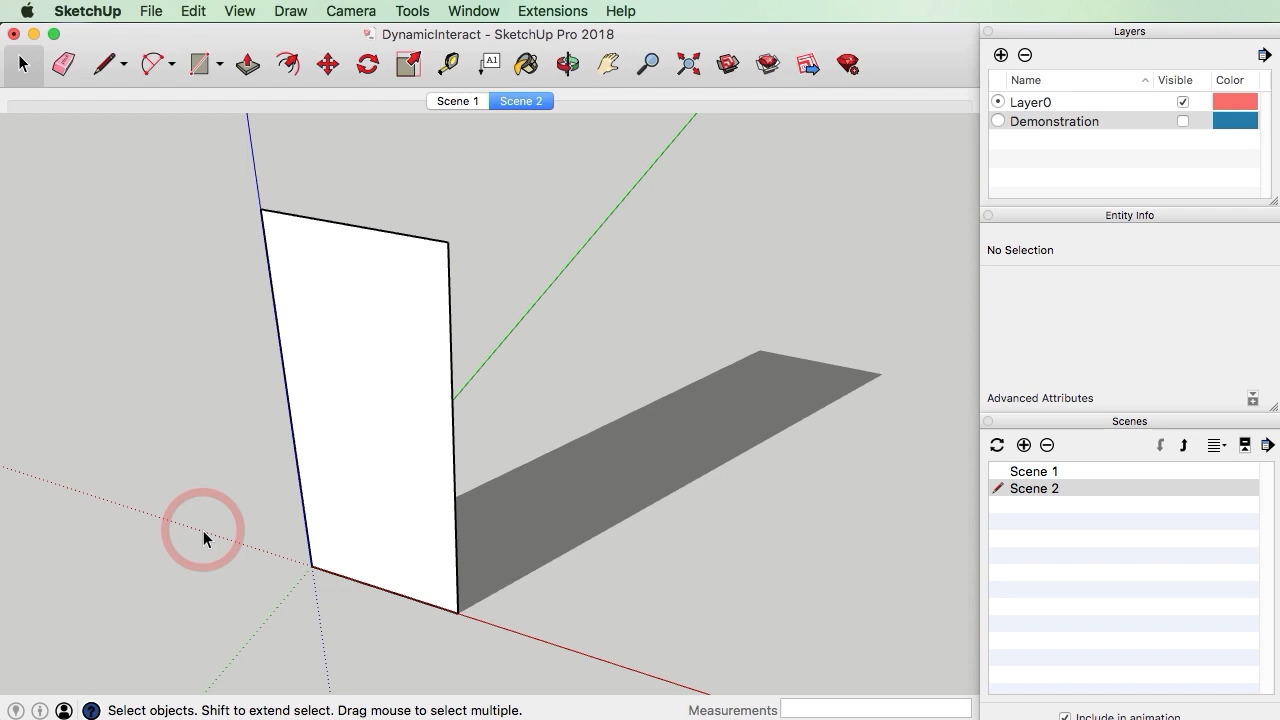 SketchUp File Edit View Draw Camera Tools Window Extensions Help
DynamicInteract - SketchUp Pro 2018
A1
Scene 1 Scene 2
Layers
Name Visible Color
Layer0
Demonstration
Entity Info
No Selection
Advanced Attributes
Scenes
Scene 1
Scene 2
Include in animation
Select objects. Shift to extend select. Drag mouse to select multiple.
Measurements